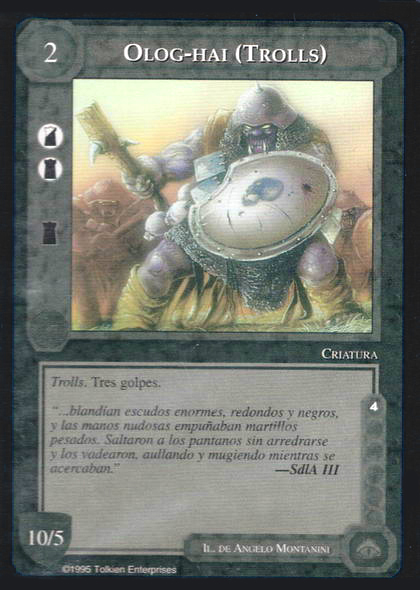 2
OLOG-HAI (TROLLS)
CRIATURA
Trolls. Tres golpes.
4
"...blandían escudos enormes, redondos y negros,
y las manos nudosas empuñaban martillos
pesados. Saltaron a los pantanos sin arredrarse
y los vadearon, aullando y mugiendo mientras se
acercaban."
—SdlA III
10/5
IL. DE ANGELO MONTANINI
©1995 Tolkien Enterprises